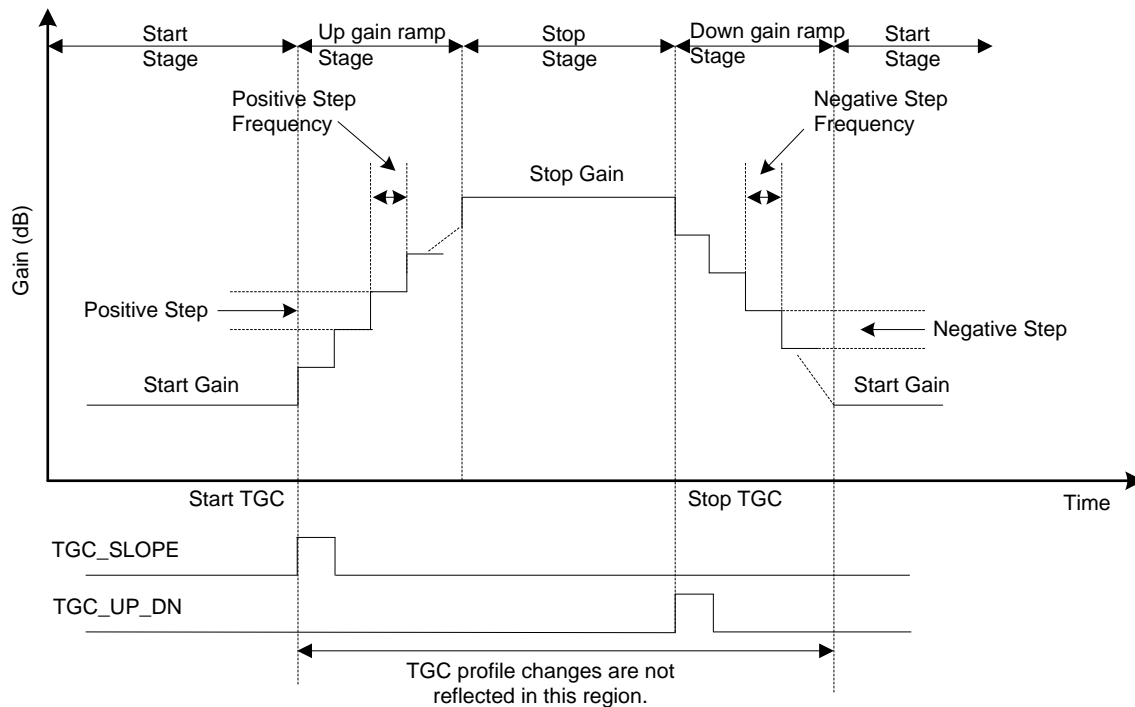 Start
Stage
Up gain ramp
Stage
Stop
Stage
Down gain ramp
Stage
Start
Stage
Positive Step
Frequency
Negative Step
Frequency
Stop Gain
Gain (dB)
Positive Step
Negative Step
Start Gain
Start Gain
Start TGC
Stop TGC
Time
TGC_SLOPE
TGC_UP_DN
TGC profile changes are not
reflected in this region.